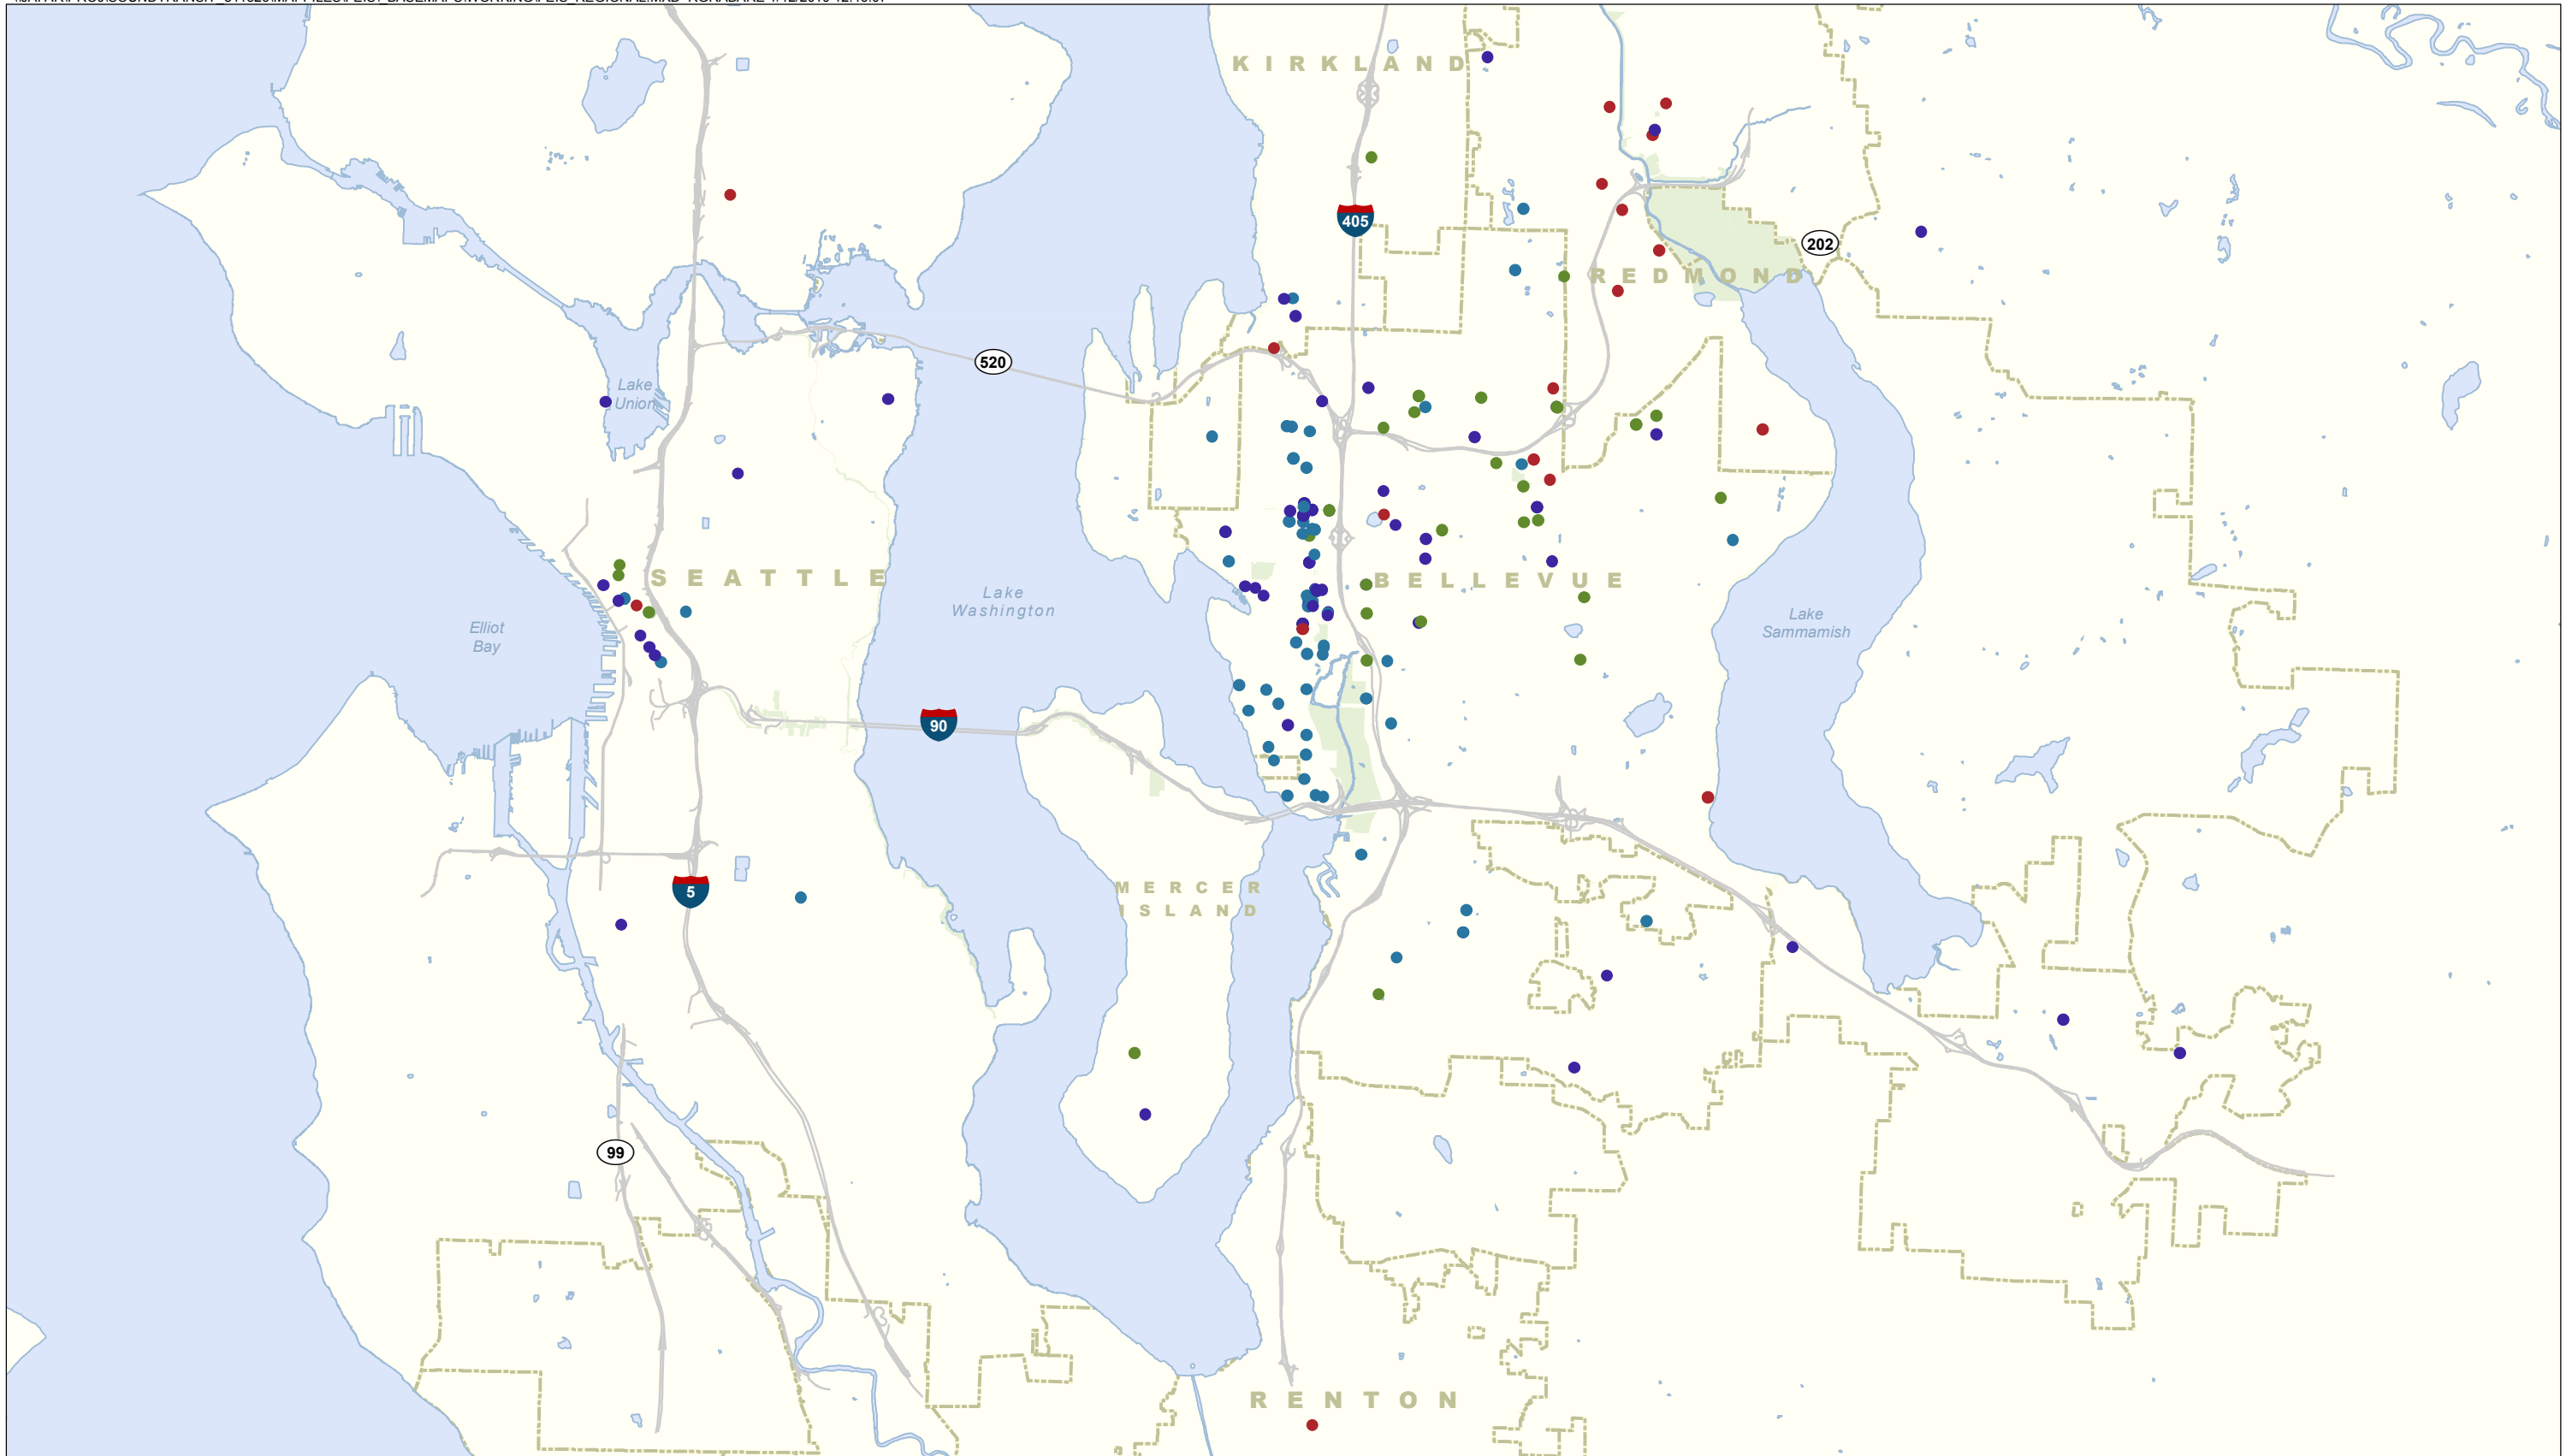 KIRKLAND
405
202
REDMOND
520
Lake
Union
SEATTLE
BELLEVUE
Lake
Washington
Lake
Sammamish
Elliot
Bay
90
5
MERCER
ISLAND
99
RENTON